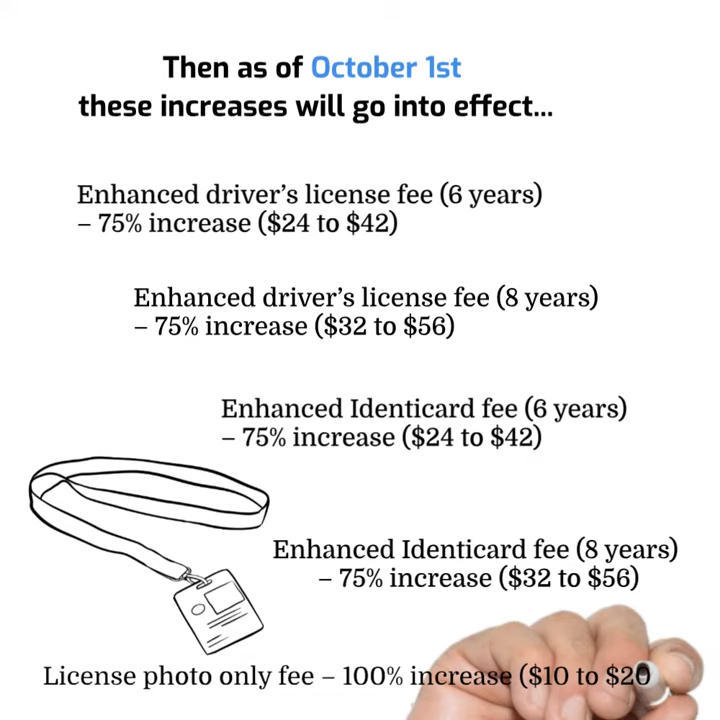 Then as of October 1st
these increases will go into effect...
Enhanced driver's license fee (6 years)
– 75% increase ($24 to $42)
Enhanced driver's license fee (8 years)
– 75% increase ($32 to $56)
Enhanced Identicard fee (6 years)
– 75% increase ($24 to $42)
Enhanced Identicard fee (8 years)
– 75% increase ($32 to $56)
License photo only fee – 100% increase ($10 to $20